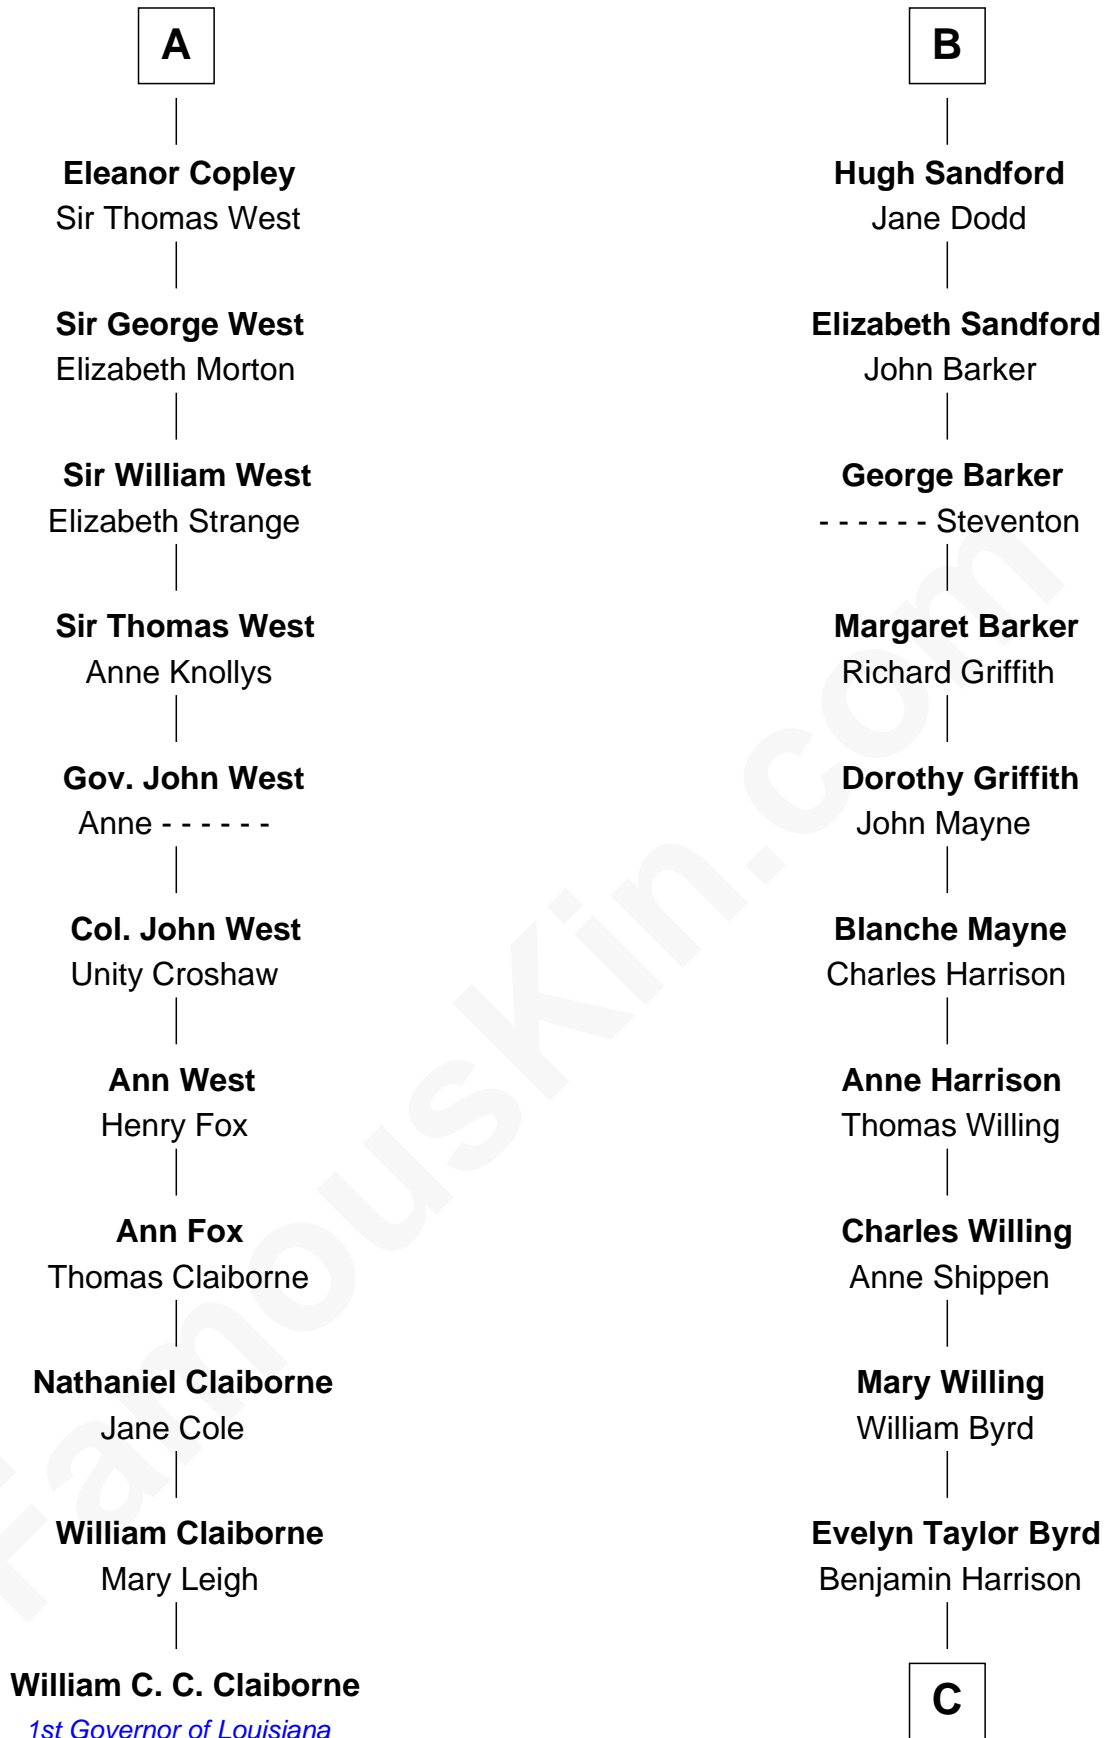 A
Eleanor Copley
Sir Thomas West
Sir George West
Elizabeth Morton
Sir William West
Elizabeth Strange
Sir Thomas West
Anne Knollys
Gov. John West
Anne - - - - - -
Col. John West
Unity Croshaw
Ann West
Henry Fox
Ann Fox
Thomas Claiborne
Nathaniel Claiborne
Jane Cole
William Claiborne
Mary Leigh
William C. C. Claiborne
1st Governor of Louisiana
B
Hugh Sandford
Jane Dodd
Elizabeth Sandford
John Barker
George Barker
- - - - - - Steventon
Margaret Barker
Richard Griffith
Dorothy Griffith
John Mayne
Blanche Mayne
Charles Harrison
Anne Harrison
Thomas Willing
Charles Willing
Anne Shippen
Mary Willing
William Byrd
Evelyn Taylor Byrd
Benjamin Harrison
C
FamousKin.com